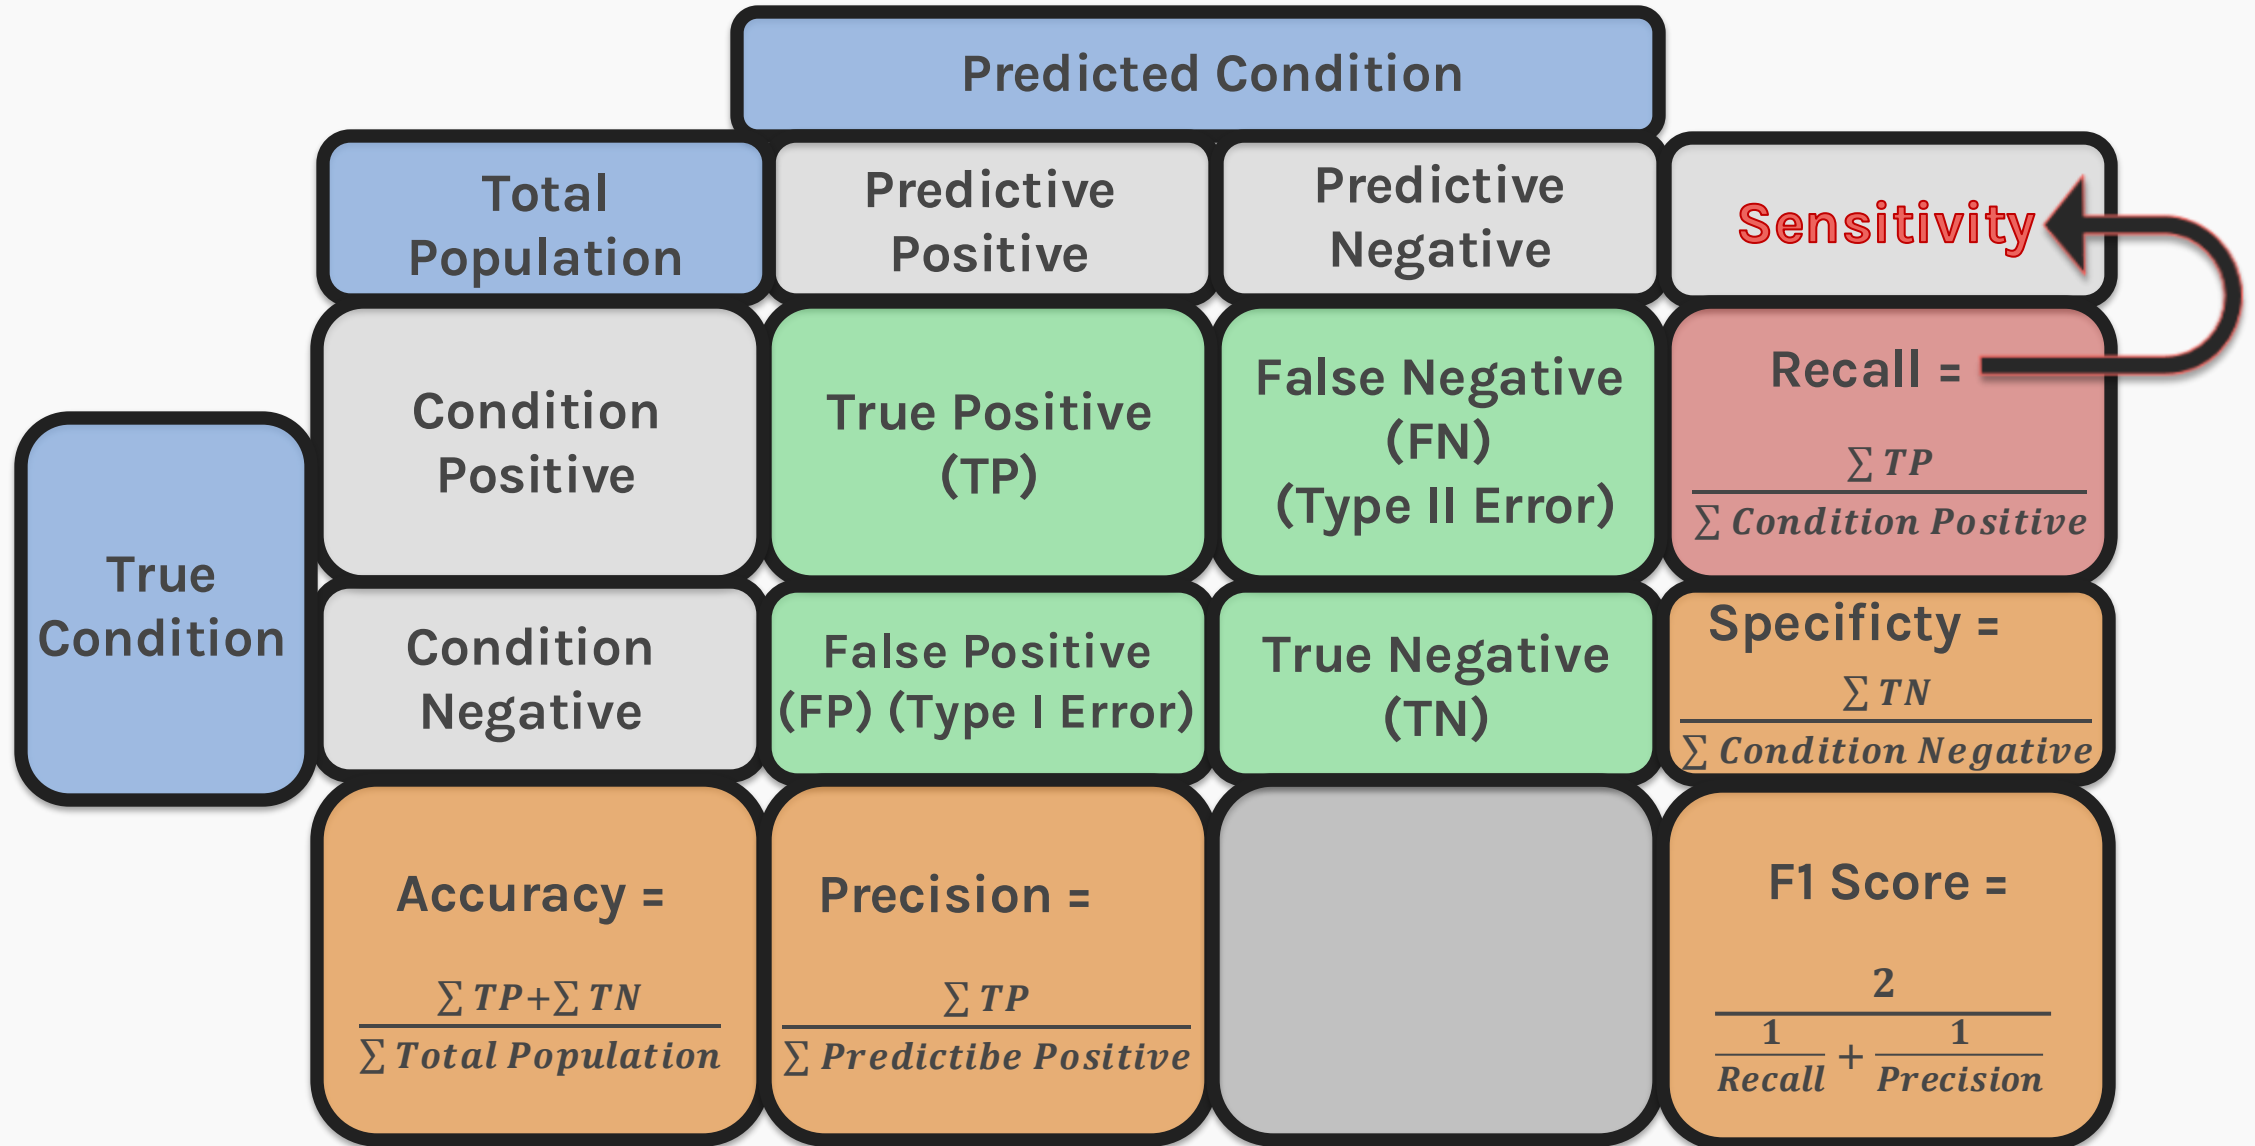 Predicted Condition
Total
Population
Predictive
Positive
Predictive
Negative
Sensitivity
True
Condition
Condition
Positive
True Positive
(TP)
False Negative
(FN)
(Type II Error)
Recall =
∑ TP
∑ Condition Positive
Condition
Negative
False Positive
(FP) (Type I Error)
True Negative
(TN)
Specificty =
∑ TN
∑ Condition Negative
Accuracy =
∑ TP+∑ TN
∑ Total Population
Precision =
∑ TP
∑ Predictibe Positive
F1 Score =
2
1 1
Recall + Precision